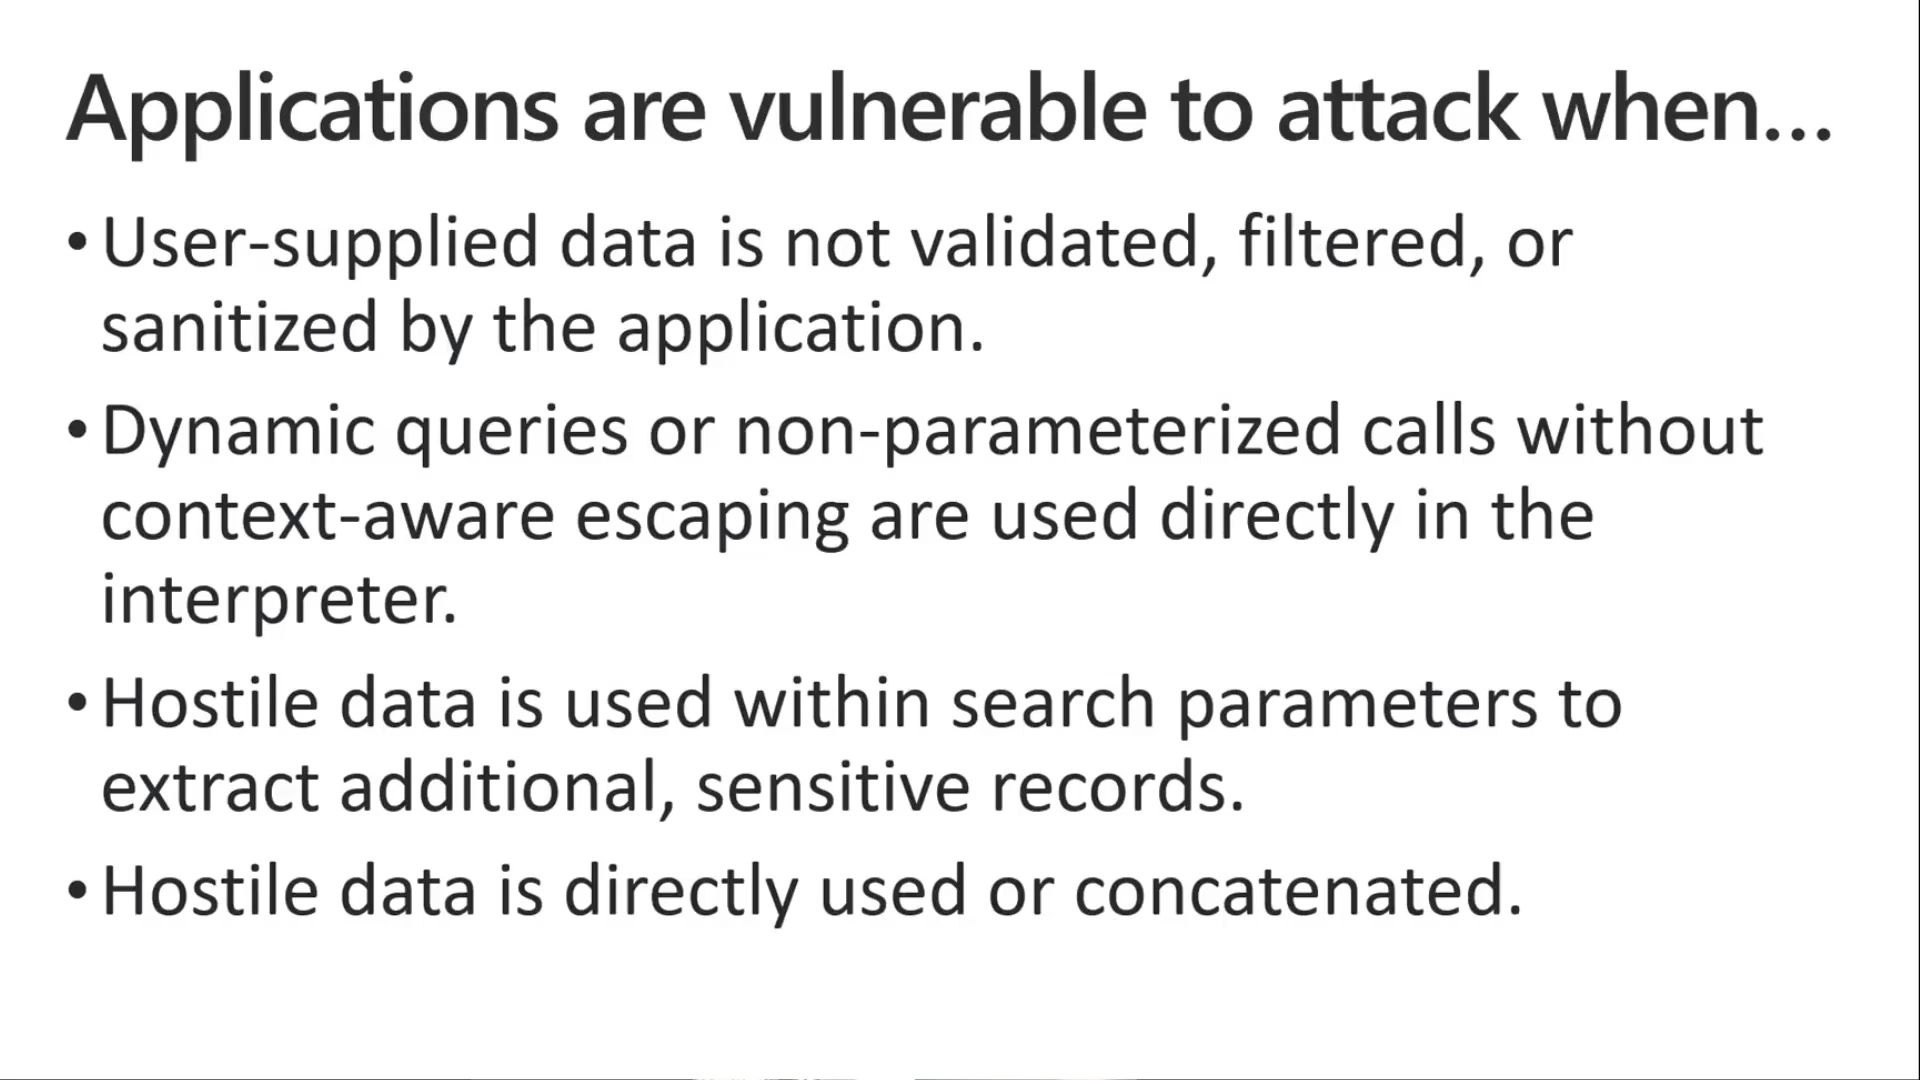 Applications are vulnerable to attack when...
• User-supplied data is not validated, filtered, or
sanitized by the application.
• Dynamic queries or non-parameterized calls without
context-aware escaping are used directly in the
interpreter.
• Hostile data is used within search parameters to
extract additional, sensitive records.
• Hostile data is directly used or concatenated.